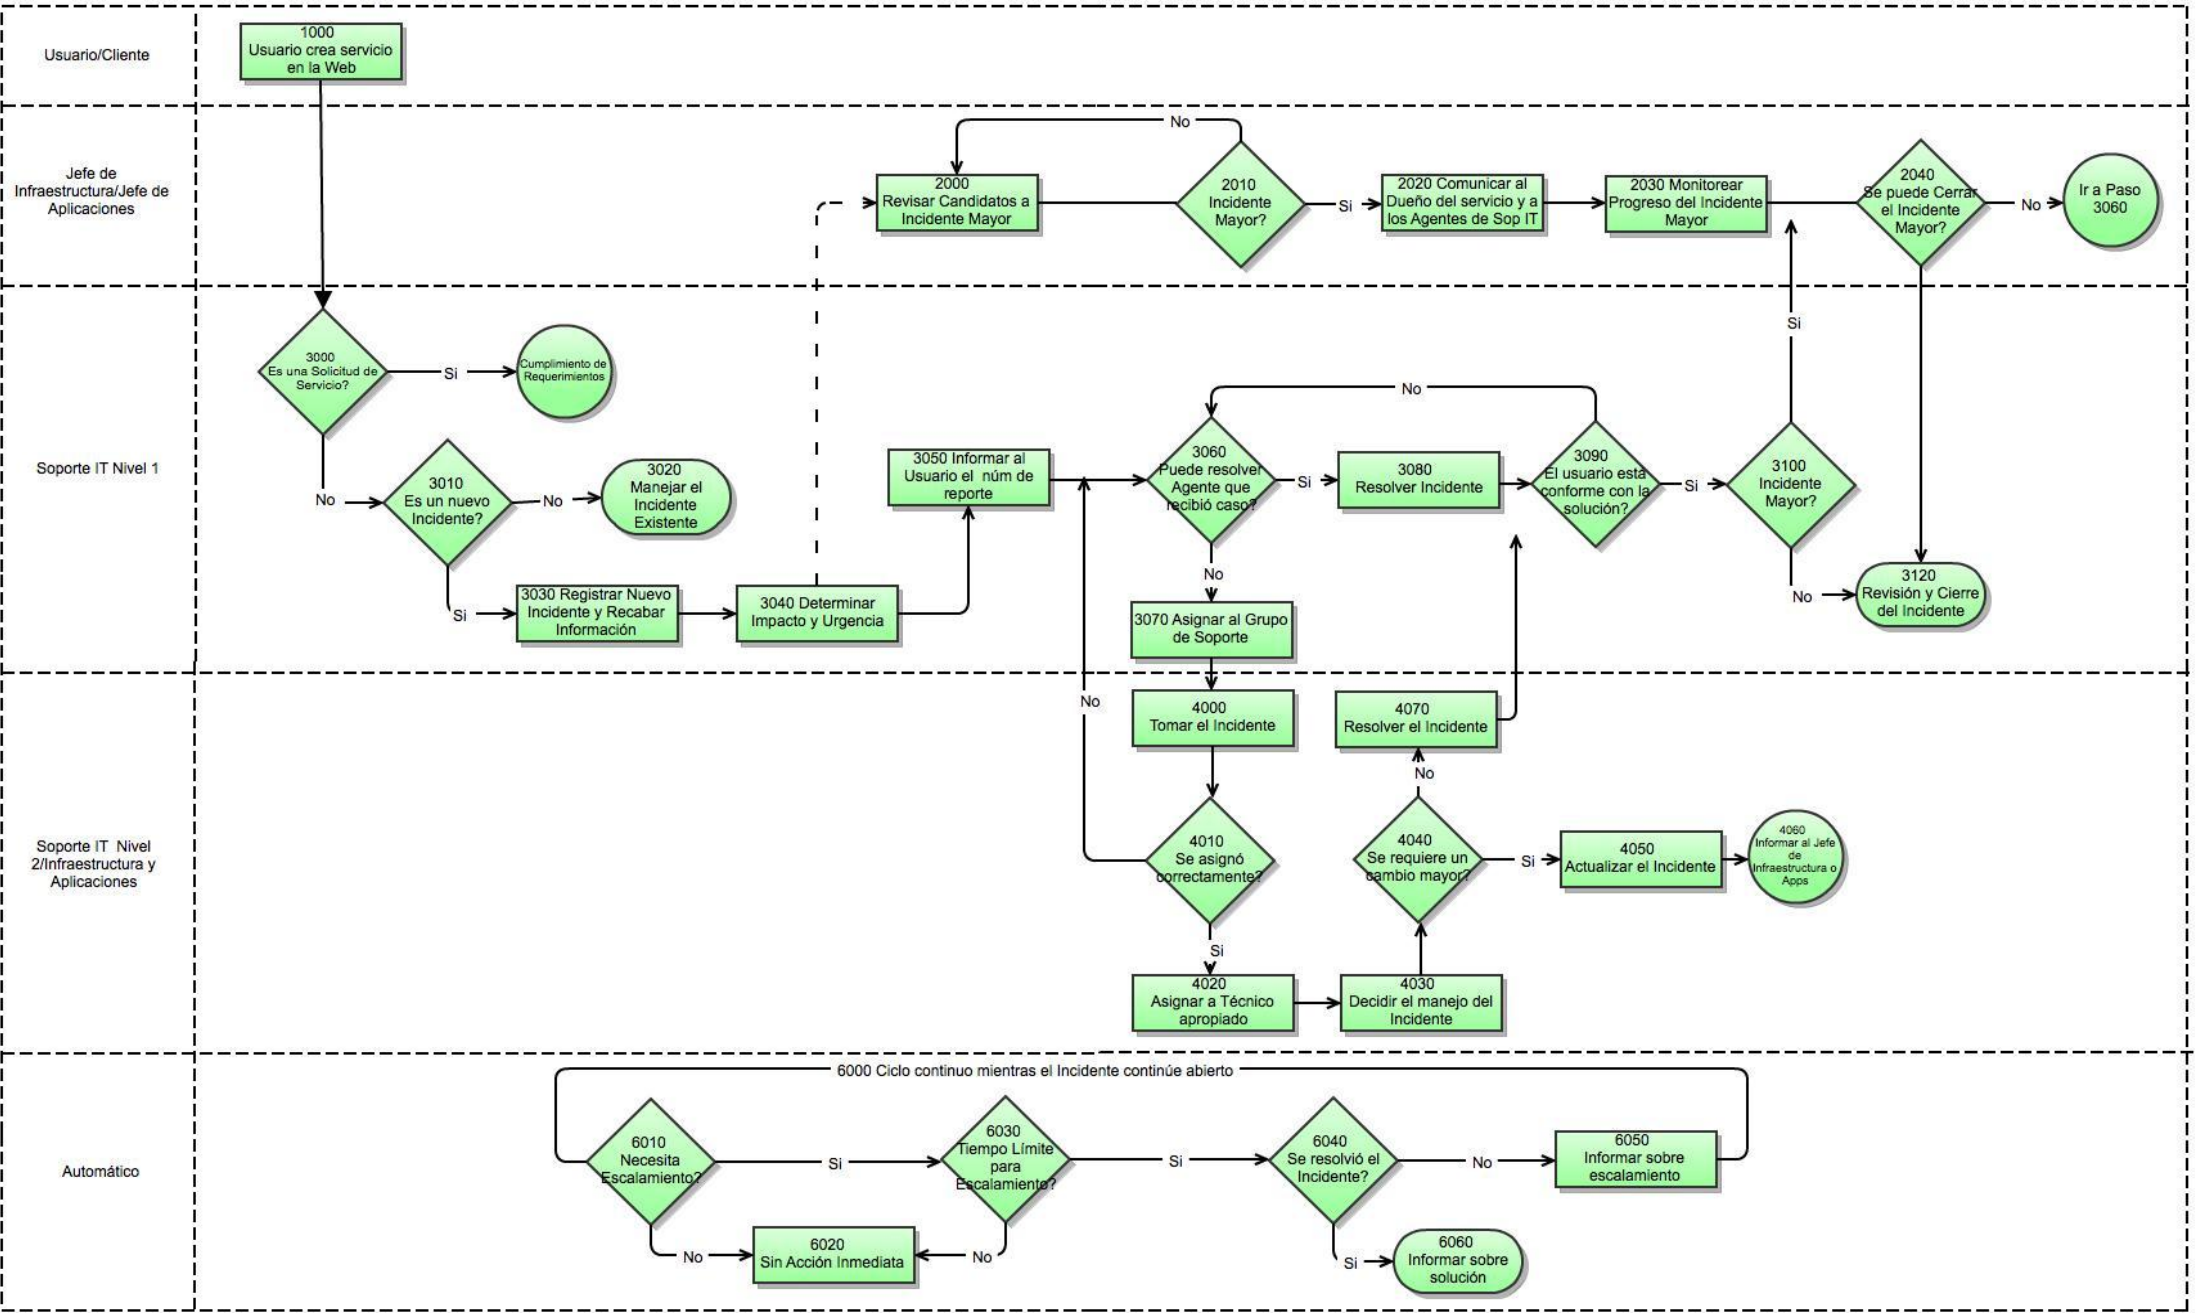 Usuario/Cliente
1000
Usuario crea servicio
en la Web
Jefe de
Infraestructura/Jefe de
Aplicaciones
No
2000
Revisar Candidatos a
Incidente Mayor
2010
Incidente
Mayor?
Si
2020 Comunicar al
Dueño del servicio y a
los Agentes de Sop IT
2030 Monitorear
Progreso del Incidente
Mayor
2040
Se puede Cerrar
el Incidente
Mayor?
No
Ir a Paso
3060
Soporte IT Nivel 1
3000
Es una Solicitud de
Servicio?
Si
Cumplimiento de
Requerimientos
No
3010
Es un nuevo
Incidente?
No
3020
Manejar el
Incidente
Existente
Si
3030 Registrar Nuevo
Incidente y Recabar
Información
3040 Determinar
Impacto y Urgencia
3050 Informar al
Usuario el núm de
reporte
No
3060
Puede resolver
Agente que
recibió caso?
Si
3080
Resolver Incidente
3090
El usuario está
conforme con la
solución?
Si
3100
Incidente
Mayor?
Si
No
3120
Revisión y Cierre
del Incidente
No
3070 Asignar al Grupo
de Soporte
Soporte IT Nivel
2/Infraestructura y
Aplicaciones
No
4000
Tomar el Incidente
4010
Se asignó
correctamente?
Si
4020
Asignar a Técnico
apropiado
4030
Decidir el manejo del
Incidente
4040
Se requiere un
cambio mayor?
No
4070
Resolver el Incidente
Si
4050
Actualizar el Incidente
4060
Informar al Jefe
de
Infraestructura o
Apps
Automático
6000 Ciclo continuo mientras el Incidente continúe abierto
6010
Necesita
Escalamiento?
Si
6030
Tiempo Límite
para
Escalamiento?
Si
6040
Se resolvió el
Incidente?
No
6050
Informar sobre
escalamiento
No
6020
Sin Acción Inmediata
No
Si
6060
Informar sobre
solución